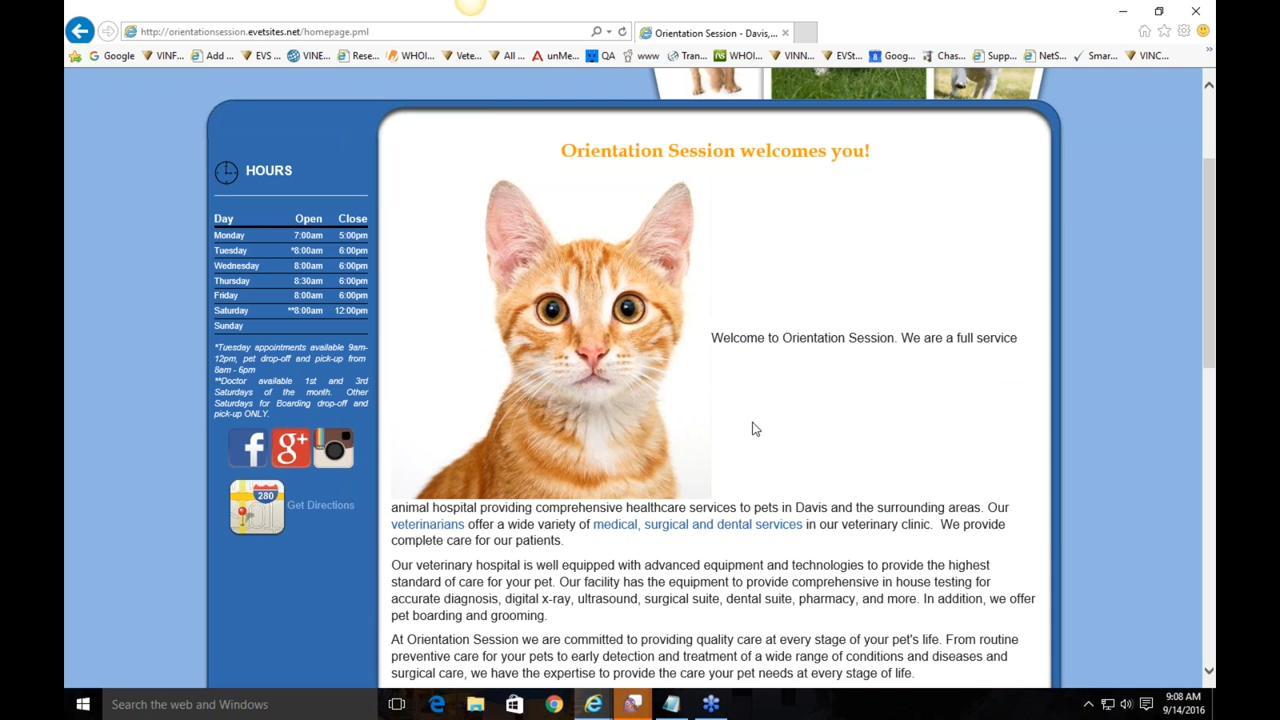 http://orientationsession.evetsites.net/homepage.pml
Orientation Session - Davis,...
Google VINF... Add ... EVS ... VINE... Rese... WHOI... Vete... All ... unMe... QA www Tran... WHOI... VINN... EVSt... Goog... Chas... Supp... NetS... Smar... VINC...
Orientation Session welcomes you!
HOURS
Day Open Close
Monday 7:00am 5:00pm
Tuesday *8:00am 6:00pm
Wednesday 8:00am 6:00pm
Thursday 8:30am 6:00pm
Friday 8:00am 6:00pm
Saturday **8:00am 12:00pm
Sunday
*Tuesday appointments available 9am-
12pm, pet drop-off and pick-up from
8am - 6pm
**Doctor available 1st and 3rd
Saturdays of the month. Other
Saturdays for Boarding drop-off and
pick-up ONLY.
280
Get Directions
Welcome to Orientation Session. We are a full service
animal hospital providing comprehensive healthcare services to pets in Davis and the surrounding areas. Our
veterinarians offer a wide variety of medical, surgical and dental services in our veterinary clinic. We provide
complete care for our patients.
Our veterinary hospital is well equipped with advanced equipment and technologies to provide the highest
standard of care for your pet. Our facility has the equipment to provide comprehensive in house testing for
accurate diagnosis, digital x-ray, ultrasound, surgical suite, dental suite, pharmacy, and more. In addition, we offer
pet boarding and grooming.
At Orientation Session we are committed to providing quality care at every stage of your pet's life. From routine
preventive care for your pets to early detection and treatment of a wide range of conditions and diseases and
surgical care, we have the expertise to provide the care your pet needs at every stage of life.
Search the web and Windows
9:08 AM
9/14/2016